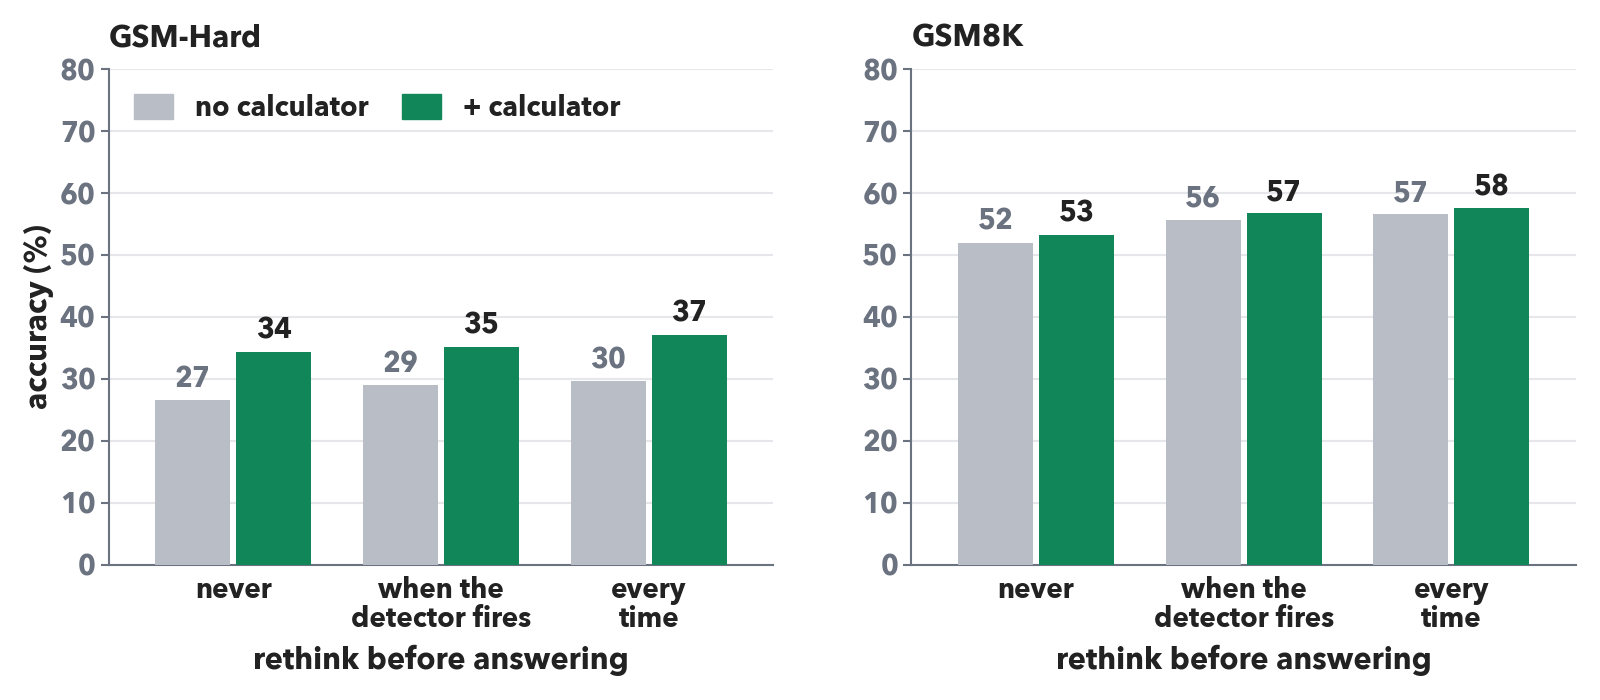 GSM-Hard
80
70
60
50
40
30
20
10
0
accuracy (%)
no calculator
+ calculator
27
34
29
35
30
37
never
when the
detector fires
every
time
rethink before answering
GSM8K
80
70
60
50
40
30
20
10
0
52
53
56
57
57
58
never
when the
detector fires
every
time
rethink before answering